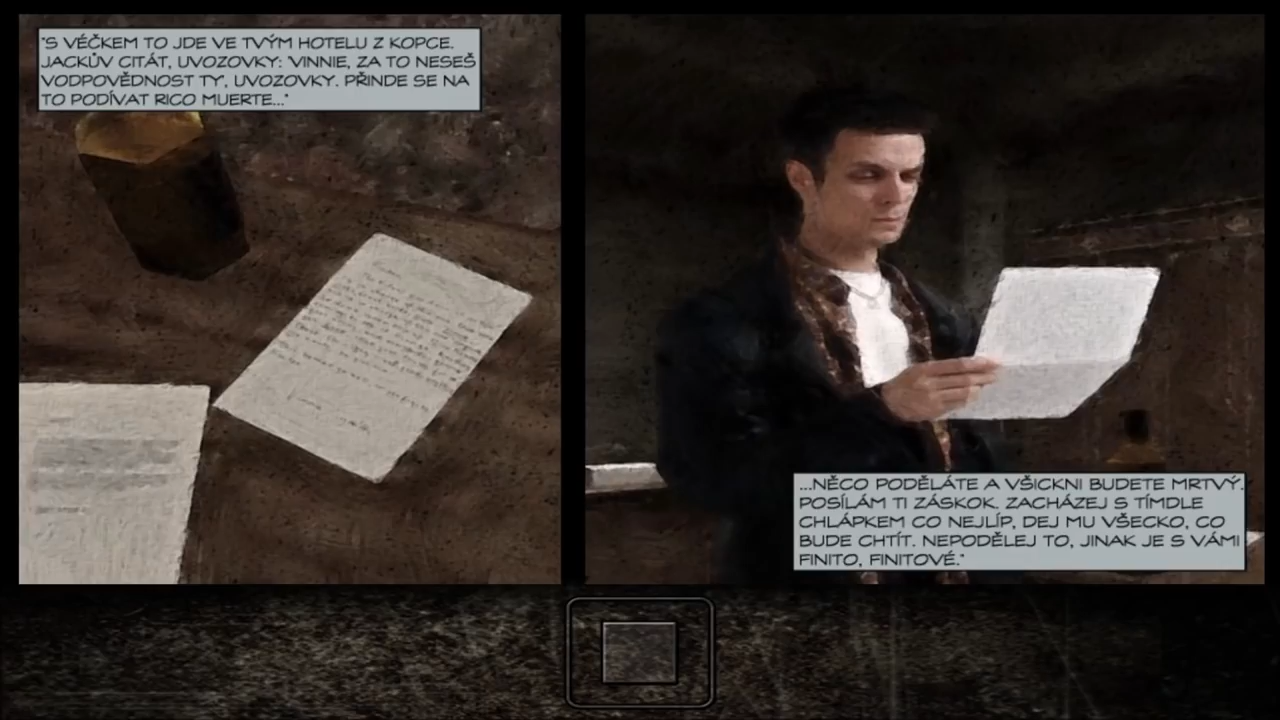 "S VÉČKEM TO JDE VE TVÝM HOTELU Z KOPCE.
JACKŮV CITÁT, UVOZOVKY: 'VINNIE, ZA TO NESEŠ
VODPOVĚDNOST TY', UVOZOVKY. PŘINDE SE NA
TO PODÍVAT RICO MUERTE..."
...NĚCO PODĚLÁTE A VŠICKNI BUDETE MRTVÝ.
POSÍLÁM TI ZÁSKOK. ZACHÁZEJ S TÍMDLE
CHLÁPKEM CO NEJLÍP, DEJ MU VŠECKO, CO
BUDE CHTÍT. NEPODĚLEJ TO, JINAK JE S VÁMI
FINITO, FINITOVÉ."